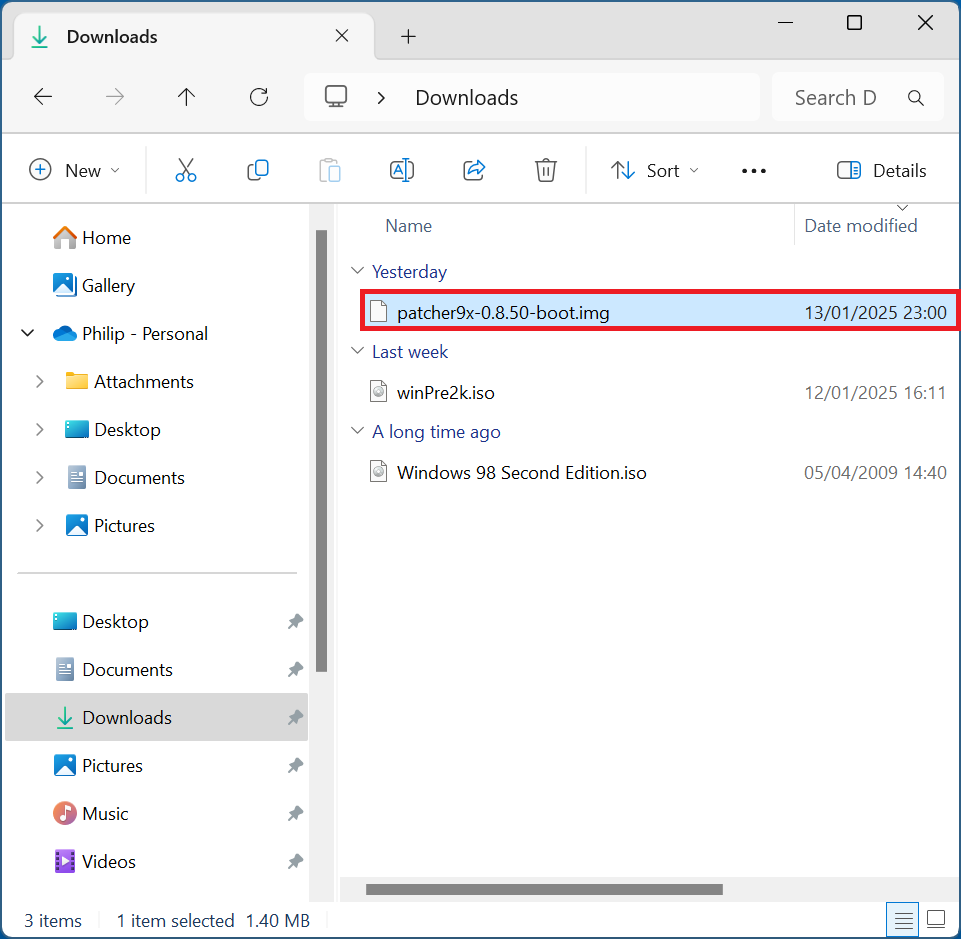 Downloads
Downloads
Search D
New
Sort
Details
Home
Gallery
Philip - Personal
Attachments
Desktop
Documents
Pictures
Desktop
Documents
Downloads
Pictures
Music
Videos
Name Date modified
Yesterday
patcher9x-0.8.50-boot.img 13/01/2025 23:00
Last week
winPre2k.iso 12/01/2025 16:11
A long time ago
Windows 98 Second Edition.iso 05/04/2009 14:40
3 items 1 item selected 1.40 MB